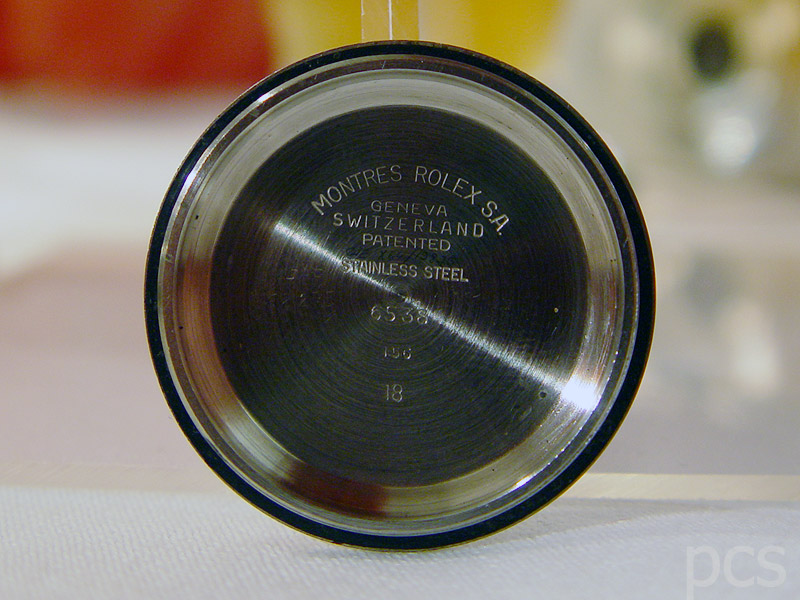 MONTRES ROLEX S.A.
GENEVA
SWITZERLAND
PATENTED
STAINLESS STEEL
6538
18
pcs